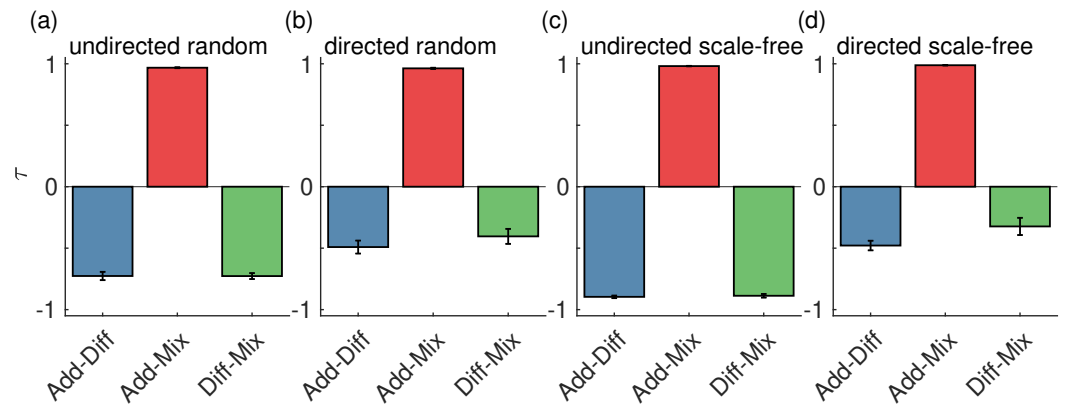 (a) (b) (c) (d)
undirected random directed random undirected scale-free directed scale-free
1 1 1 1
τ
0 0 0 0
-1 -1 -1 -1
Add-Diff Add-Mix Diff-Mix Add-Diff Add-Mix Diff-Mix Add-Diff Add-Mix Diff-Mix Add-Diff Add-Mix Diff-Mix